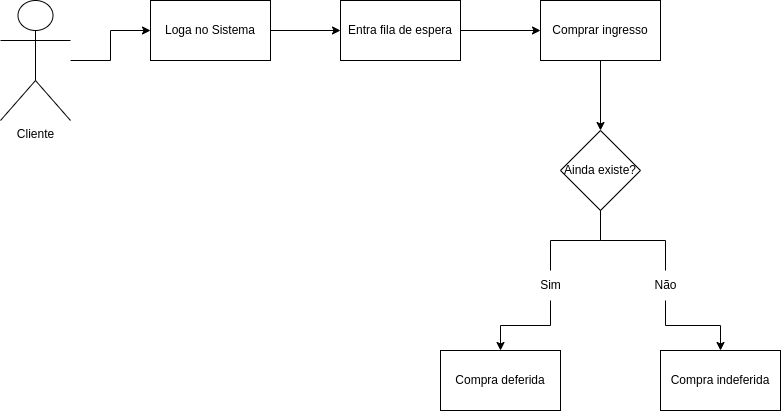 Loga no Sistema
Entra fila de espera
Comprar ingresso
Cliente
Ainda existe?
Sim
Não
Compra deferida
Compra indeferida